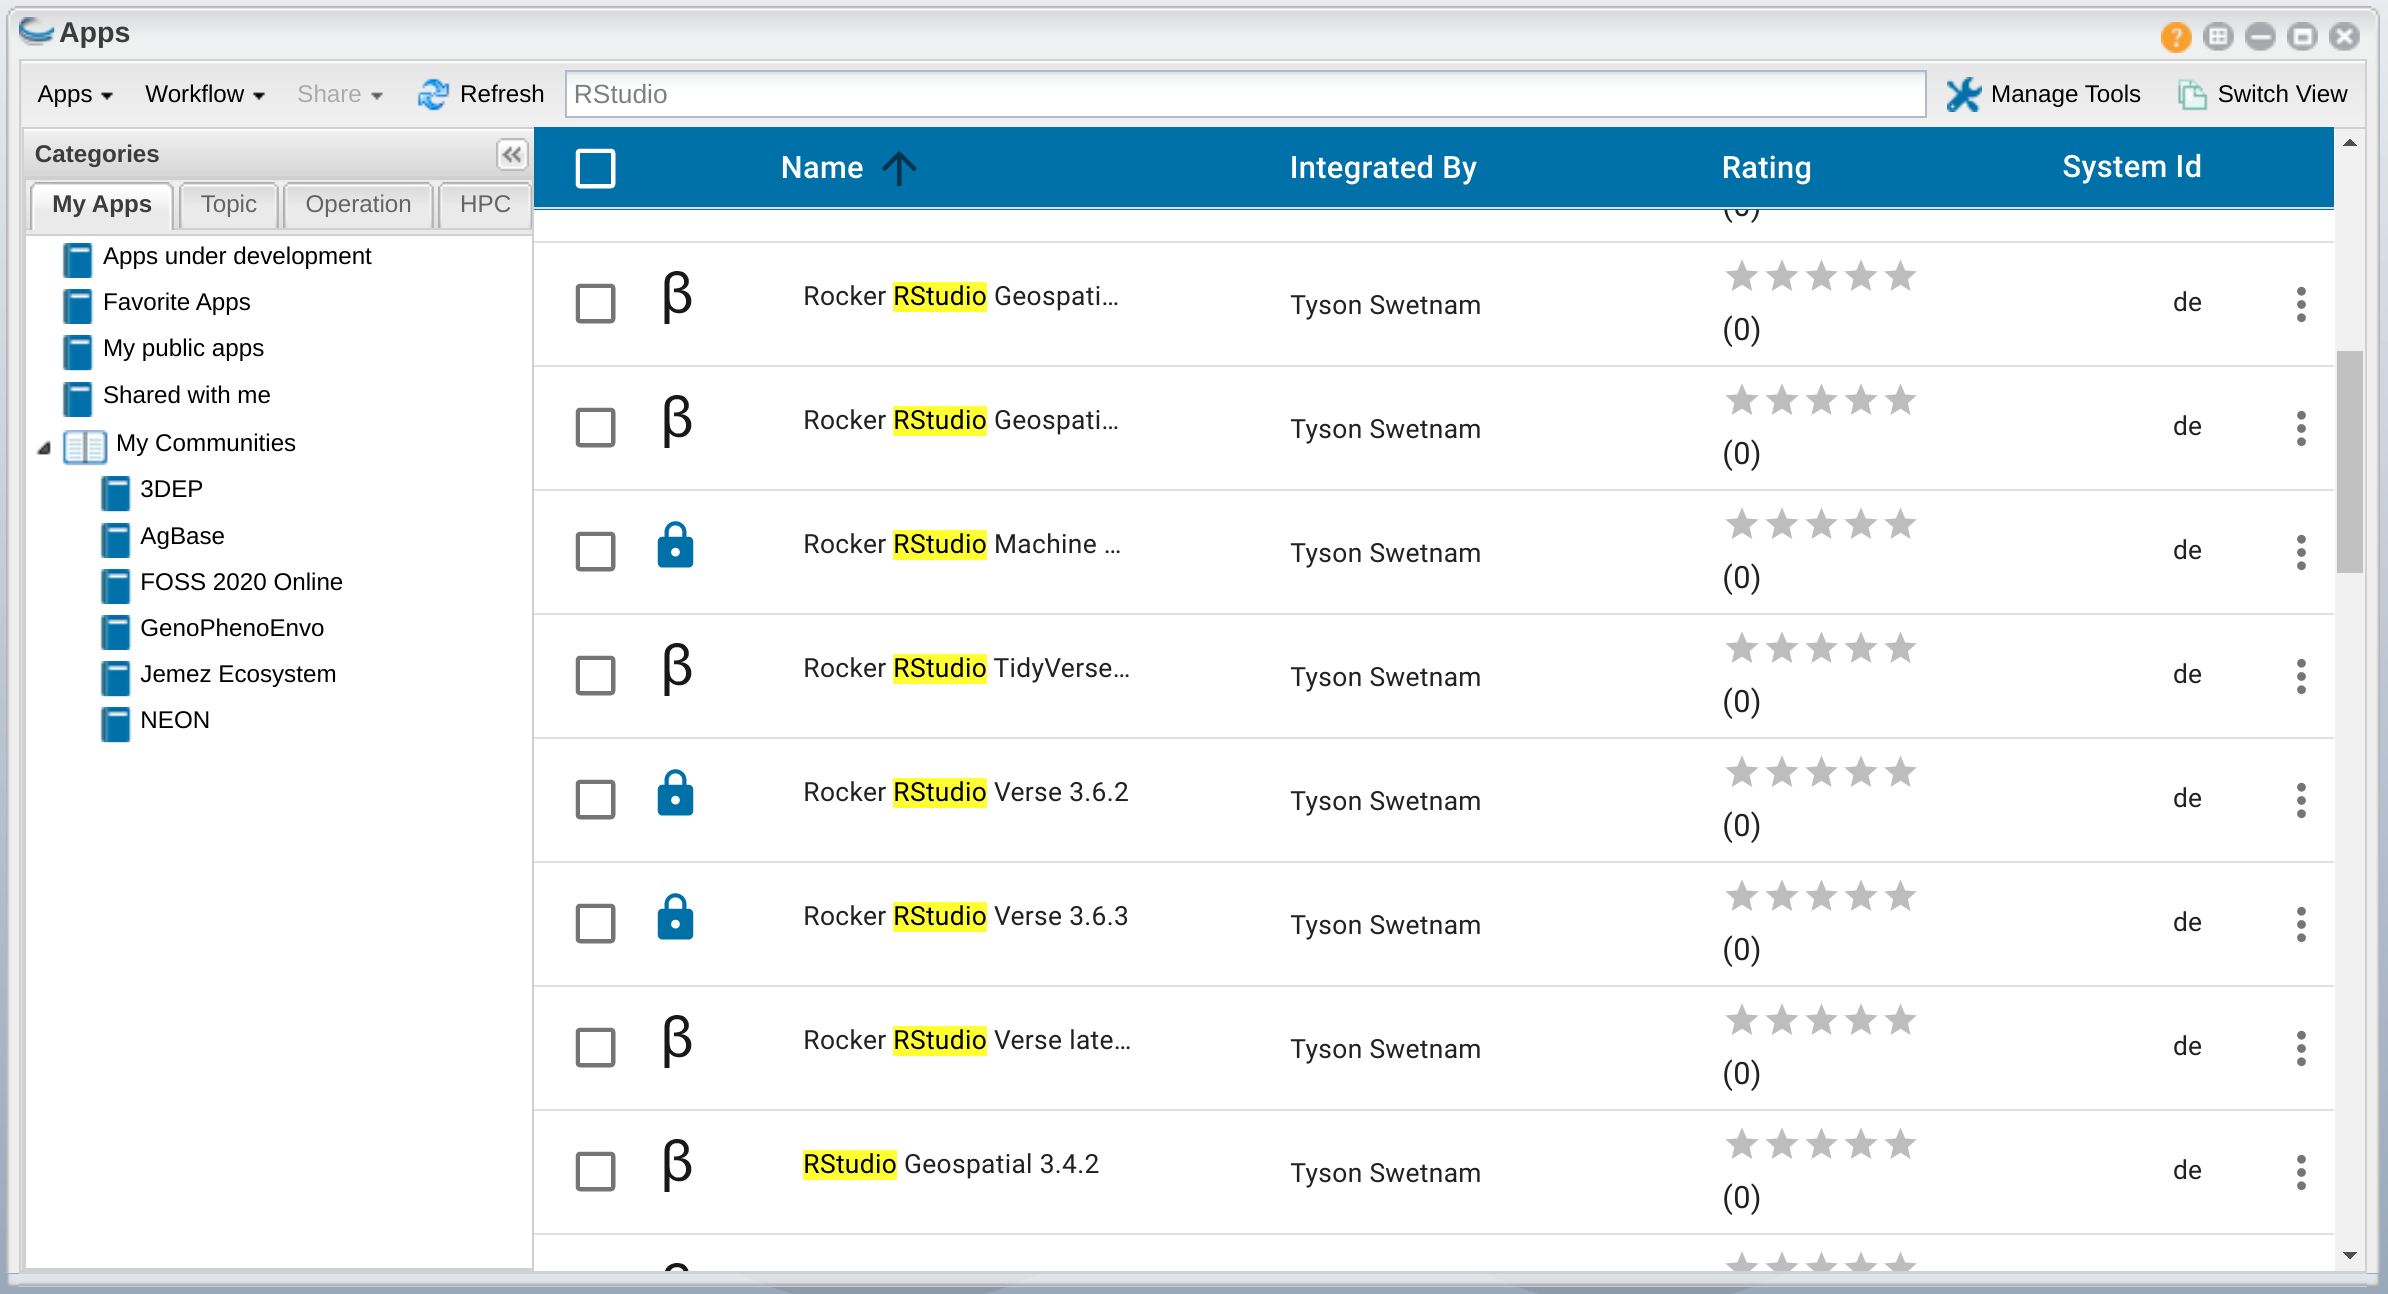 Apps
Apps Workflow Share Refresh RStudio Manage Tools Switch View
Categories
My Apps Topic Operation HPC
Apps under development
Favorite Apps
My public apps
Shared with me
My Communities
3DEP
AgBase
FOSS 2020 Online
GenoPhenoEnvo
Jemez Ecosystem
NEON
Name Integrated By Rating System Id
(0)
β Rocker RStudio Geospati... Tyson Swetnam (0) de
β Rocker RStudio Geospati... Tyson Swetnam (0) de
Rocker RStudio Machine ... Tyson Swetnam (0) de
β Rocker RStudio TidyVerse... Tyson Swetnam (0) de
Rocker RStudio Verse 3.6.2 Tyson Swetnam (0) de
Rocker RStudio Verse 3.6.3 Tyson Swetnam (0) de
β Rocker RStudio Verse late... Tyson Swetnam (0) de
β RStudio Geospatial 3.4.2 Tyson Swetnam (0) de